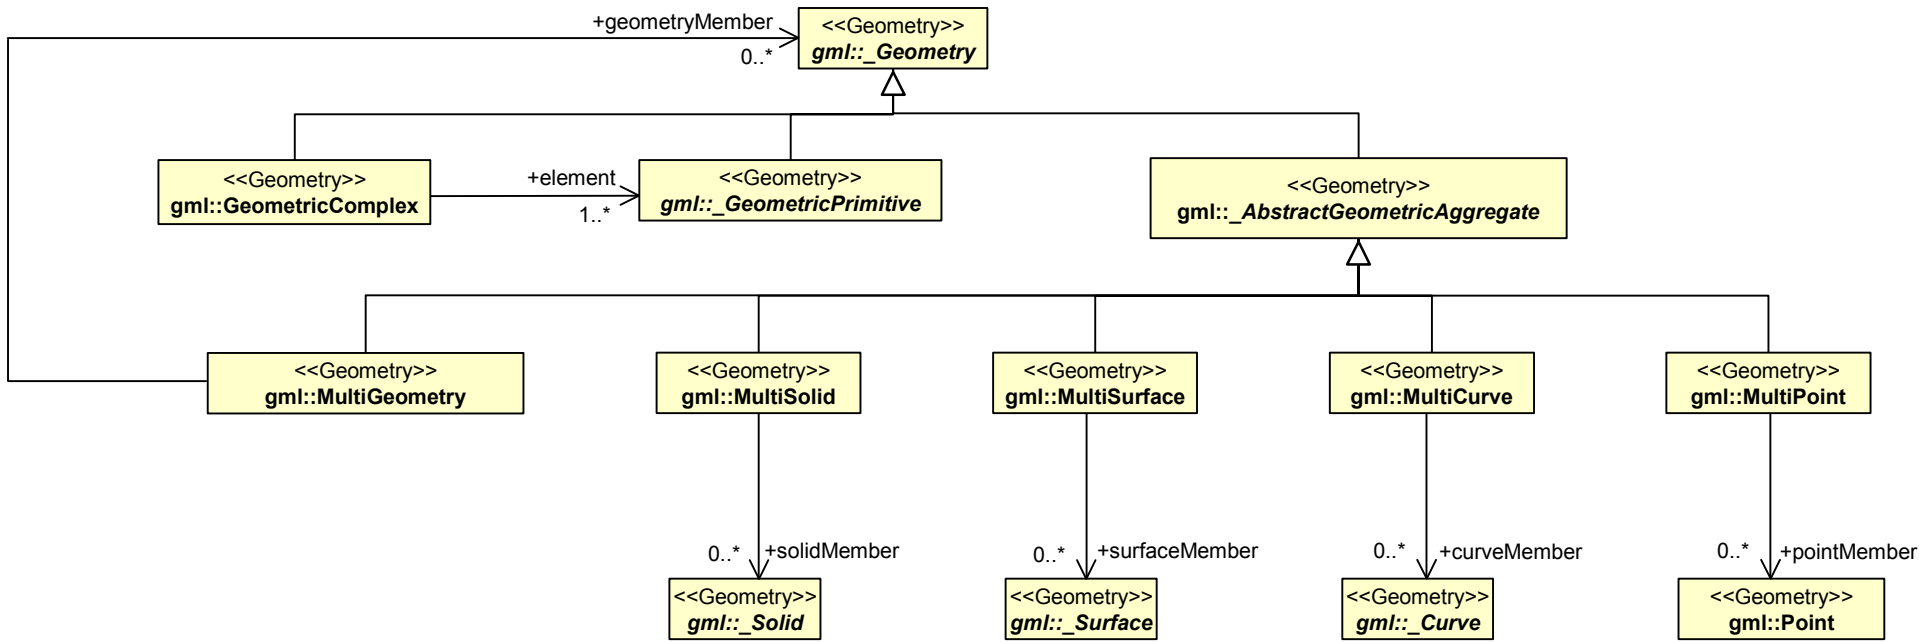 +geometryMember
0..*
<<Geometry>>
gml::_Geometry
<<Geometry>>
gml::GeometricComplex
+element
1..*
<<Geometry>>
gml::_GeometricPrimitive
<<Geometry>>
gml::_AbstractGeometricAggregate
<<Geometry>>
gml::MultiGeometry
<<Geometry>>
gml::MultiSolid
<<Geometry>>
gml::MultiSurface
<<Geometry>>
gml::MultiCurve
<<Geometry>>
gml::MultiPoint
0..* +solidMember
0..* +surfaceMember
0..* +curveMember
0..* +pointMember
<<Geometry>>
gml::_Solid
<<Geometry>>
gml::_Surface
<<Geometry>>
gml::_Curve
<<Geometry>>
gml::Point